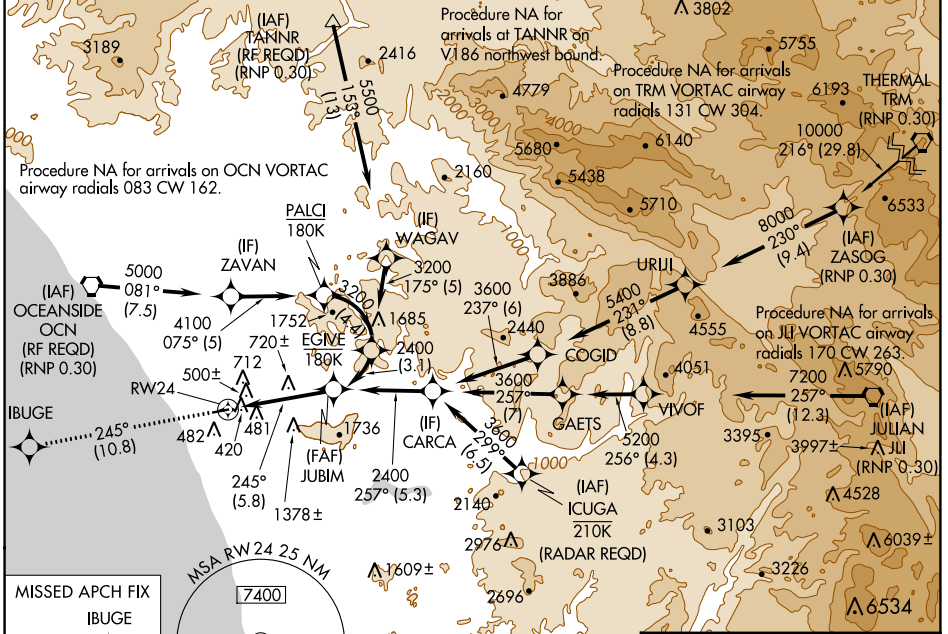 3802
Procedure NA for
arrivals at TANNR on
V186 northwest bound.
(IAF)
TANNR
(RF REQD)
(RNP 0.30)
3189
2416
5755
Procedure NA for arrivals
on TRM VORTAC airway
radials 131 CW 304.
THERMAL
TRM
(RNP 0.30)
5500
153°
(13)
4779
6193
4000
1000
10000
216° (29.8)
5680
6140
Procedure NA for arrivals on OCN VORTAC
airway radials 083 CW 162.
2160
5438
5710
6533
PALCI
180K
(IF)
WAGAV
1000
8000
230°
(9.4)
(IAF)
ZASOG
(RNP 0.30)
(IF)
ZAVAN
URIJI
5000
081°
(7.5)
(IAF)
OCEANSIDE
OCN
(RF REQD)
(RNP 0.30)
3200
175° (5)
3200
(4.4)
3600
237° (6)
3886
5400
231°
(8.8)
Procedure NA for arrivals
on JLI VORTAC airway
radials 170 CW 263.
4100
075° (5)
1752
1685
2440
4555
EGIVE
180K
2400
(3.1)
COGID
720±
712
500±
RW24
4051
5790
7200
257°
(12.3)
3600
257°
(7)
IBUGE
245°
(10.8)
482
481
420
1736
(IF)
CARCA
GAETS
VIVOF
(IAF)
JULIAN
JLI
(RNP 0.30)
(FAF)
JUBIM
245°
(5.8)
2400
257° (5.3)
3600
299°
(6.5)
5200
256° (4.3)
3395
3997±
1378±
1000
(IAF)
ICUGA
210K
(RADAR REQD)
2140
4528
3103
2976
6039±
MSA RW24 25 NM
7400
1609±
3226
2696
6534
MISSED APCH FIX
IBUGE